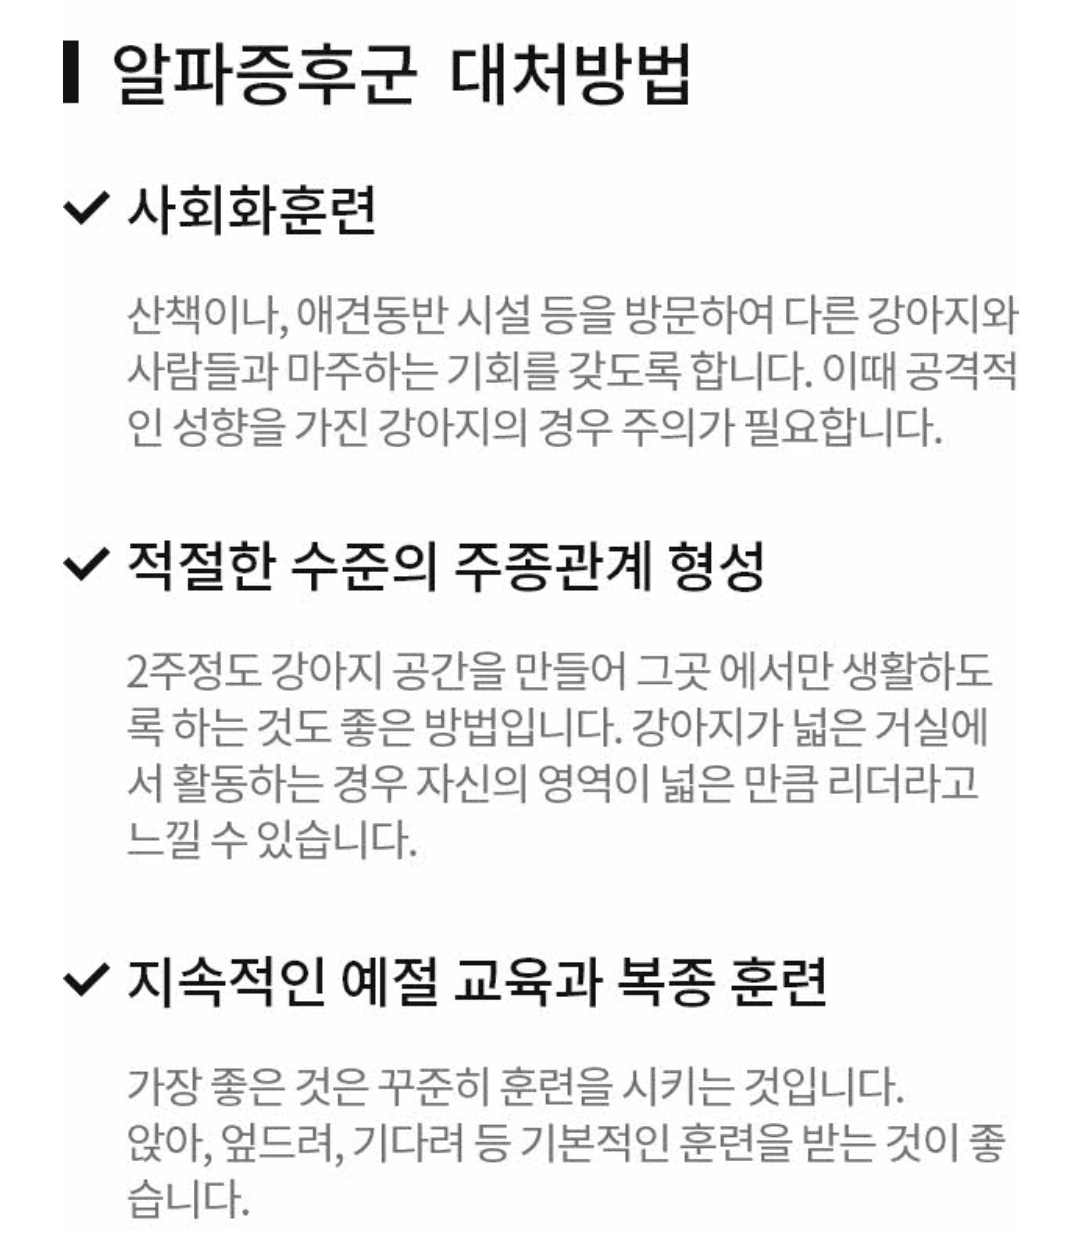 알파증후군 대처방법
사회화훈련
산책이나, 애견동반 시설 등을 방문하여 다른 강아지와
사람들과 마주하는 기회를 갖도록 합니다. 이때 공격적
인 성향을 가진 강아지의 경우 주의가 필요합니다.
적절한 수준의 주종관계 형성
2주정도 강아지 공간을 만들어 그곳 에서만 생활하도
록 하는 것도 좋은 방법입니다. 강아지가 넓은 거실에
서 활동하는 경우 자신의 영역이 넓은 만큼 리더라고
느낄 수 있습니다.
지속적인 예절 교육과 복종 훈련
가장 좋은 것은 꾸준히 훈련을 시키는 것입니다.
앉아, 엎드려, 기다려 등 기본적인 훈련을 받는 것이 좋
습니다.